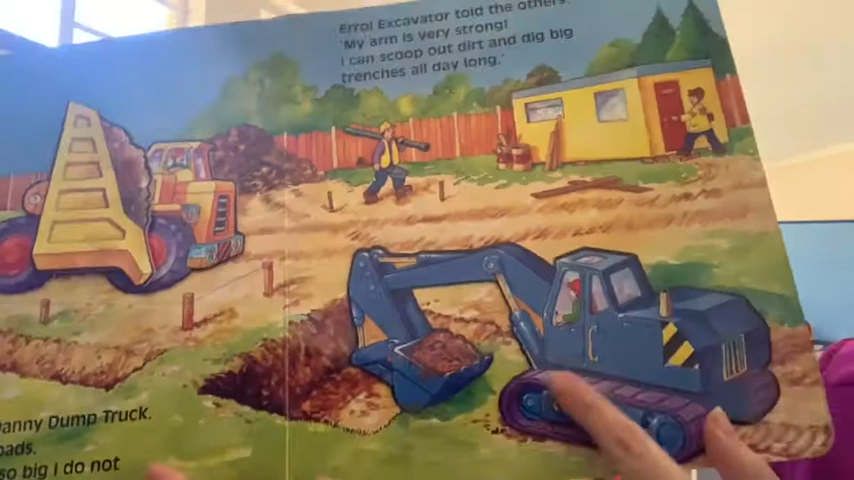 Errol Excavator told the others.
'My arm is very strong!
I can scoop out dirt and dig big
trenches all day long.'
anny Dump Truck.
oads.
so big I do not